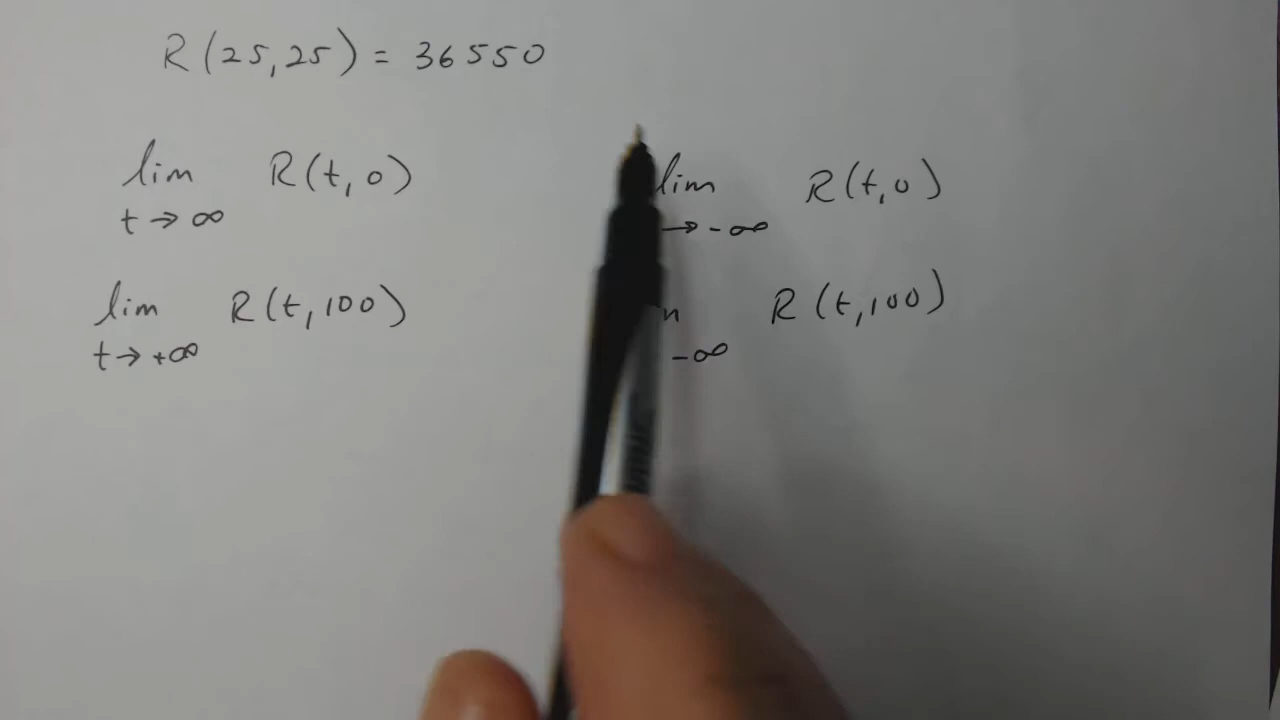 R(25,25) = 36550
lim R(t,0) lim R(t,0)
t→∞ →-∞
lim R(t,100) R(t,100)
t→+∞ -∞